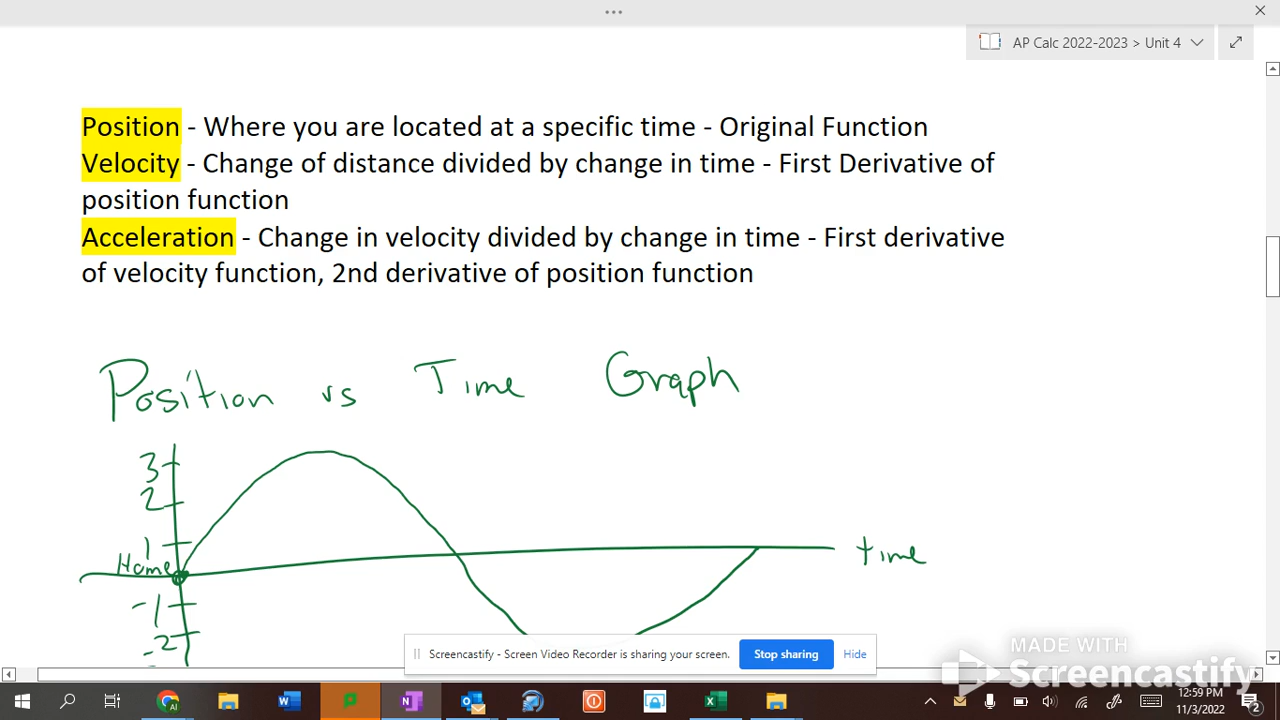 AP Calc 2022-2023 > Unit 4
Position - Where you are located at a specific time - Original Function
Velocity - Change of distance divided by change in time - First Derivative of
position function
Acceleration - Change in velocity divided by change in time - First derivative
of velocity function, 2nd derivative of position function
Position vs Time Graph
3
2
1
Home
time
-1
-2
Screencastify - Screen Video Recorder is sharing your screen.
Stop sharing
Hide
MADE WITH
Screencastify
12:59 PM
11/3/2022
2